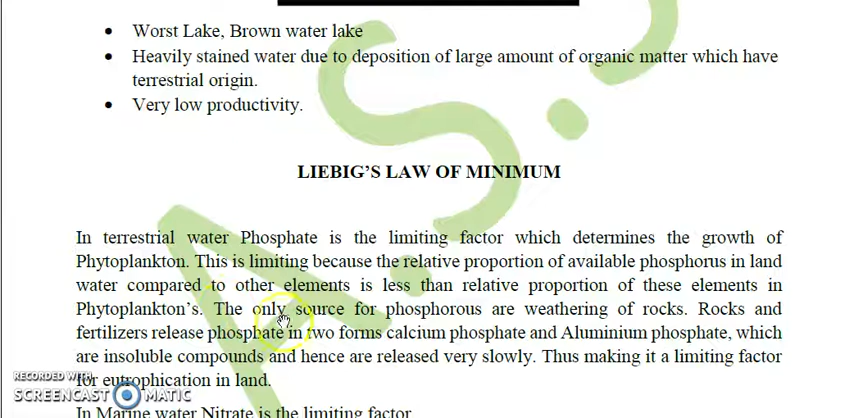 • Worst Lake, Brown water lake
• Heavily stained water due to deposition of large amount of organic matter which have
terrestrial origin.
• Very low productivity.
LIEBIG'S LAW OF MINIMUM
In terrestrial water Phosphate is the limiting factor which determines the growth of
Phytoplankton. This is limiting because the relative proportion of available phosphorus in land
water compared to other elements is less than relative proportion of these elements in
Phytoplankton's. The only source for phosphorous are weathering of rocks. Rocks and
fertilizers release phosphate in two forms calcium phosphate and Aluminium phosphate, which
are insoluble compounds and hence are released very slowly. Thus making it a limiting factor
for eutrophication in land.
In Marine water Nitrate is the limiting factor
A.S.S
RECORDED WITH
SCREENCAST MATIC